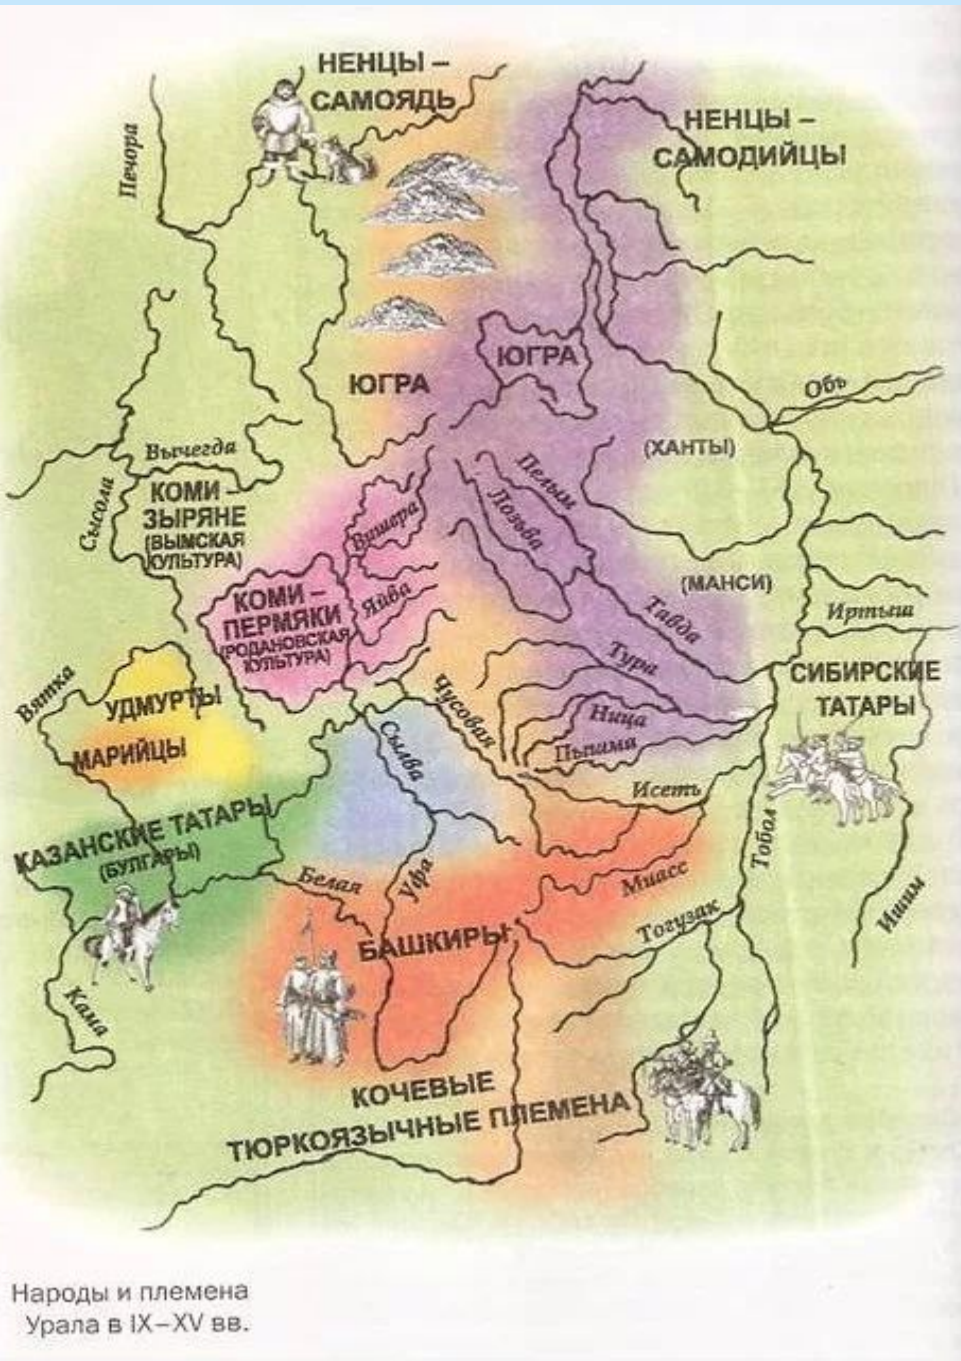 НЕНЦЫ –
САМОЯДЬ
НЕНЦЫ –
САМОДИЙЦЫ
Печора
ЮГРА
ЮГРА
Обь
(ХАНТЫ)
Вычегда
Сысола
КОМИ –
ЗЫРЯНЕ
(ВЫМСКАЯ
КУЛЬТУРА)
Вишера
Пелым
Лозьва
(МАНСИ)
КОМИ –
ПЕРМЯКИ
(РОДАНОВСКАЯ
КУЛЬТУРА)
Яйва
Тавда
Иртыш
Тура
СИБИРСКИЕ
ТАТАРЫ
Вятка
УДМУРТЫ
МАРИЙЦЫ
Чусовая
Сылва
Ница
Пышма
Исеть
КАЗАНСКИЕ ТАТАРЫ
(БУЛГАРЫ)
Тобол
Белая
Уфа
Миасс
Ишим
Тогузак
БАШКИРЫ
Кама
КОЧЕВЫЕ
ТЮРКОЯЗЫЧНЫЕ ПЛЕМЕНА
Народы и племена
Урала в IX–XV вв.